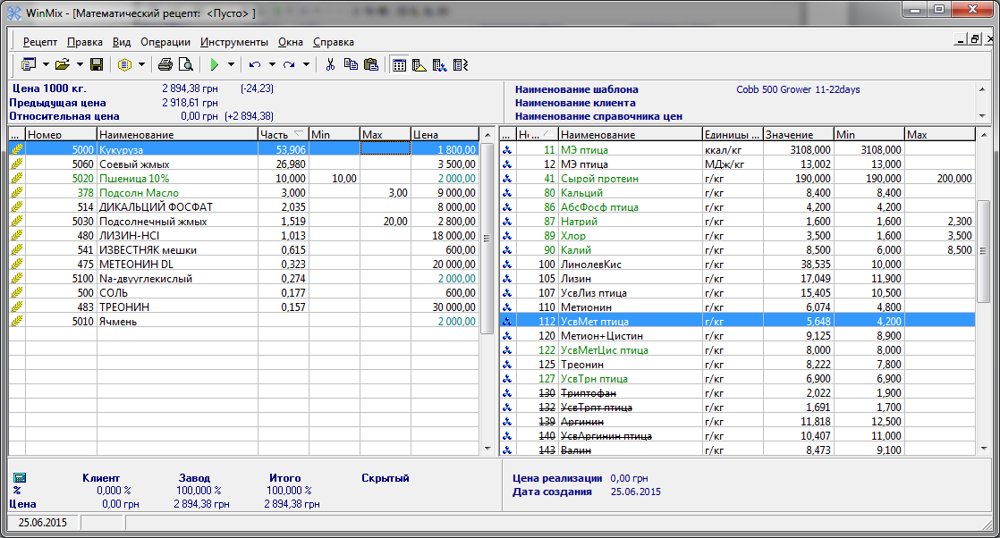 WinMix - [Математический рецепт: <Пусто> ]
Рецепт Правка Вид Операции Инструменты Окна Справка
Цена 1000 кг. 2 894,38 грн (-24,23)
Предыдущая цена 2 918,61 грн
Относительная цена 0,00 грн (+2 894,38)
Наименование шаблона Cobb 500 Grower 11-22days
Наименование клиента
Наименование справочника цен
... Номер Наименование Часть Min Max Цена
5000 Кукуруза 53,906 1 800,00
5060 Соевый жмых 26,980 3 500,00
5020 Пшеница 10% 10,000 10,00 2 000,00
378 Подсолн Масло 3,000 3,00 9 000,00
514 ДИКАЛЬЦИЙ ФОСФАТ 2,035 8 000,00
5030 Подсолнечный жмых 1,519 20,00 2 800,00
480 ЛИЗИН-HCl 1,013 18 000,00
541 ИЗВЕСТНЯК мешки 0,615 600,00
475 МЕТЕОНИН DL 0,323 20 000,00
5100 Na-двууглекислый 0,274 2 000,00
500 СОЛЬ 0,177 600,00
483 ТРЕОНИН 0,157 30 000,00
5010 Ячмень 2 000,00
... Н... Наименование Единицы ... Значение Min Max
11 МЭ птица ккал/кг 3108,000 3108,000
12 МЭ птица МДж/кг 13,002 13,000
41 Сырой протеин г/кг 190,000 190,000 200,000
80 Кальций г/кг 8,400 8,400
86 АбсФосф птица г/кг 4,200 4,200
87 Натрий г/кг 1,600 1,600 2,300
89 Хлор г/кг 3,500 1,600 3,500
90 Калий г/кг 8,500 6,000 8,500
100 ЛинолевКис г/кг 38,535 10,000
105 Лизин г/кг 17,049 11,900
107 УсвЛиз птица г/кг 15,405 10,500
110 Метионин г/кг 6,074 4,800
112 УсвМет птица г/кг 5,648 4,200
120 Метион+Цистин г/кг 9,125 8,900
122 УсвМетЦис птица г/кг 8,000 8,000
125 Треонин г/кг 8,222 7,800
127 УсвТрн птица г/кг 6,900 6,900
130 Триптофан г/кг 2,022 1,900
132 УсвТрпт птица г/кг 1,691 1,700
139 Аргинин г/кг 11,818 12,500
140 УсвАргинин птица г/кг 10,407 11,000
143 Валин г/кг 8,473 9,100
Клиент Завод Итого Скрытый
% 0,000 % 100,000 % 100,000 %
Цена 0,00 грн 2 894,38 грн 2 894,38 грн
Цена реализации 0,00 грн
Дата создания 25.06.2015
25.06.2015